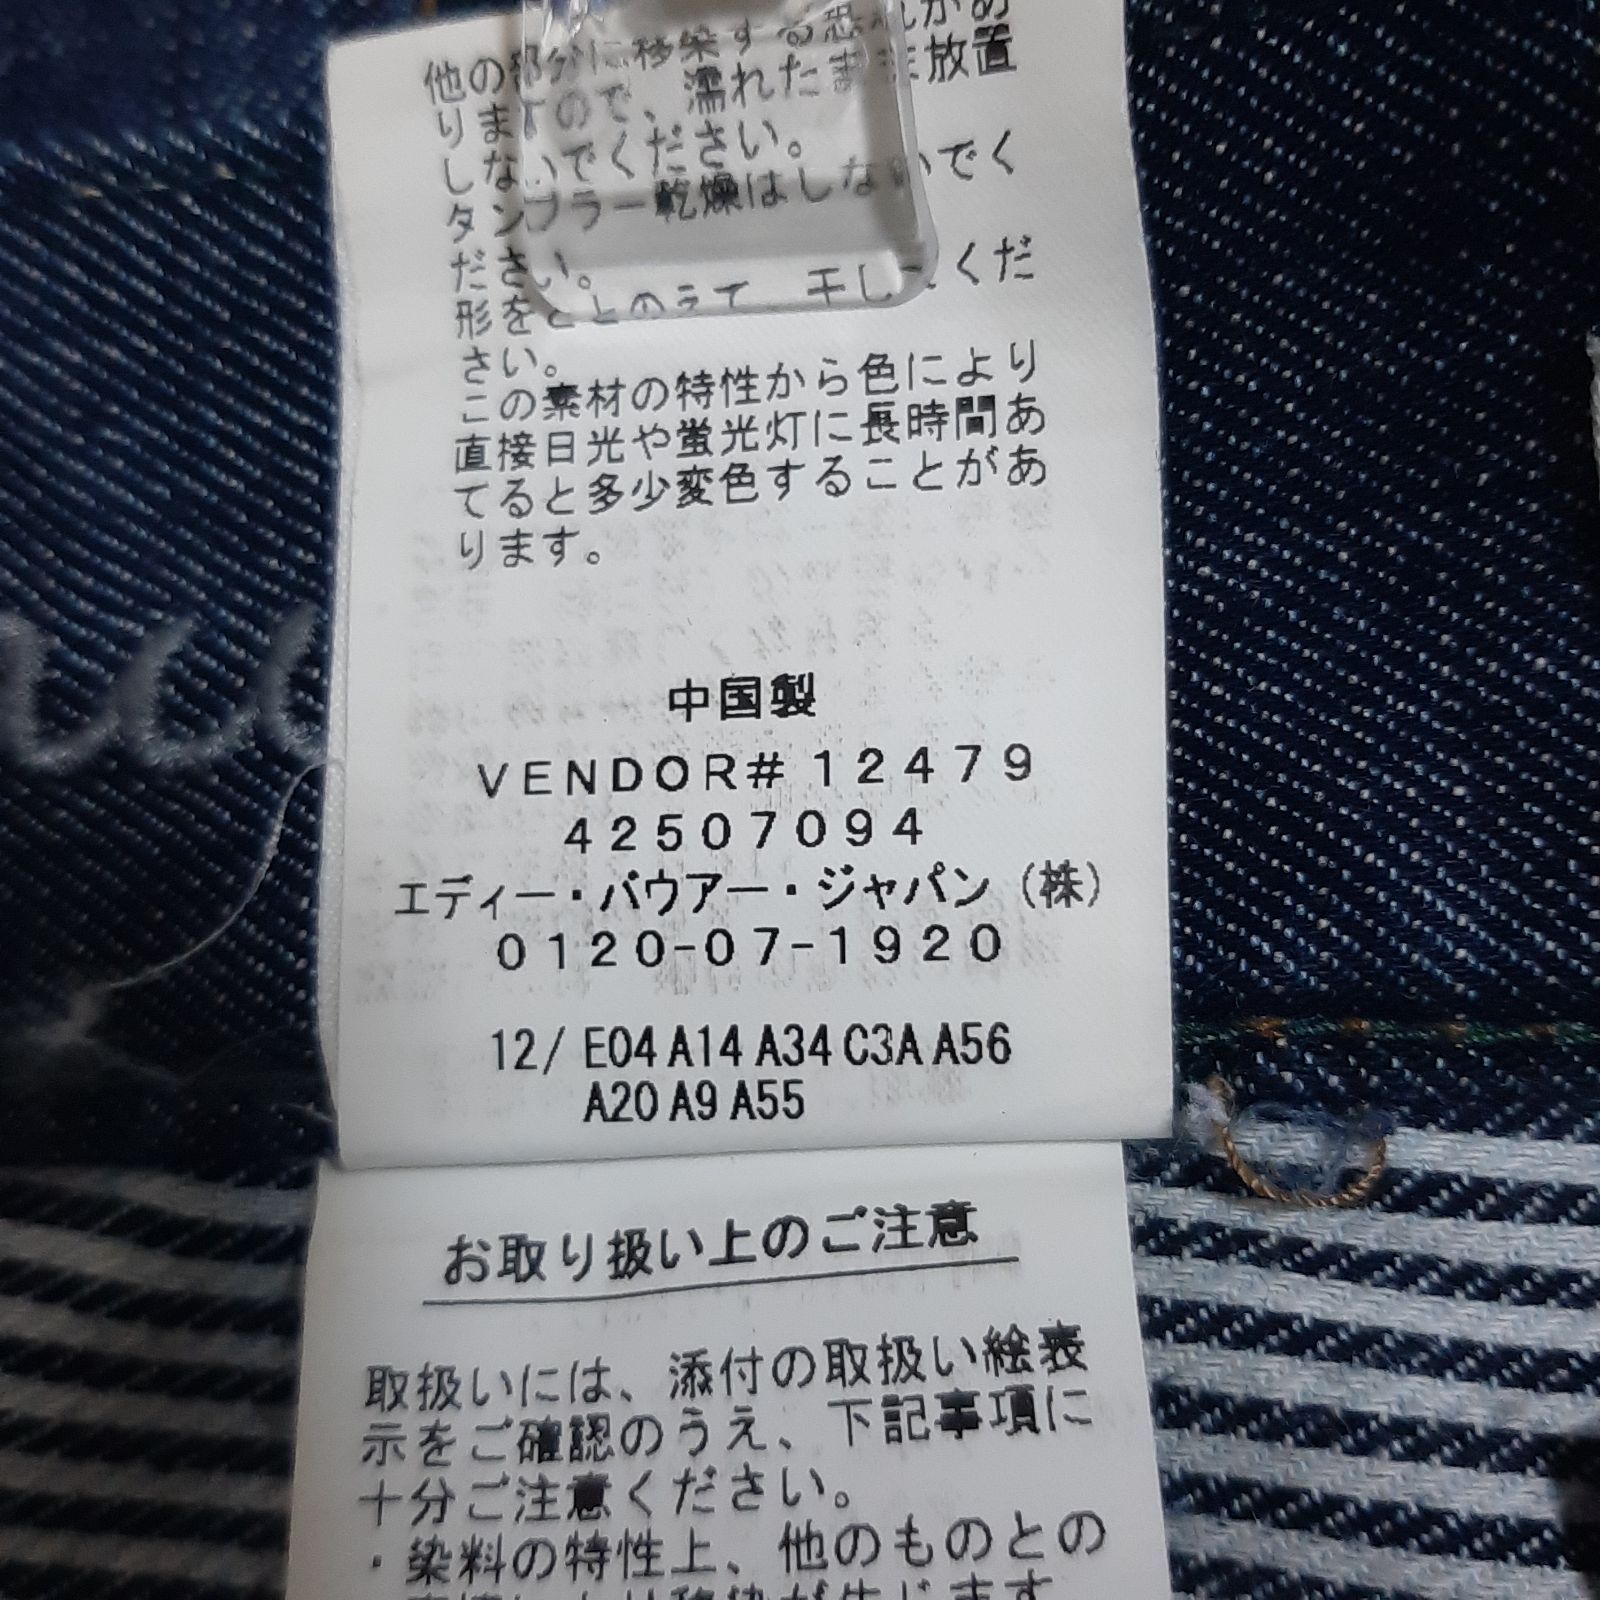 他の部分に移染する恐れがあ
りますので、濡れたまま放置
しないでください。
タンブラー乾燥はしないでく
ださい。
形をととのえて、干してくだ
さい。
この素材の特性から色により
直接日光や蛍光灯に長時間あ
てると多少変色することがあ
ります。
中国製
VENDOR#12479
42507094
エディー・バウアー・ジャパン(株)
0120-07-1920
12/ E04 A14 A34 C3A A56
A20 A9 A55
お取り扱い上のご注意
取扱いには、添付の取扱い絵表
示をご確認のうえ、下記事項に
十分ご注意ください。
・染料の特性上、他のものとの